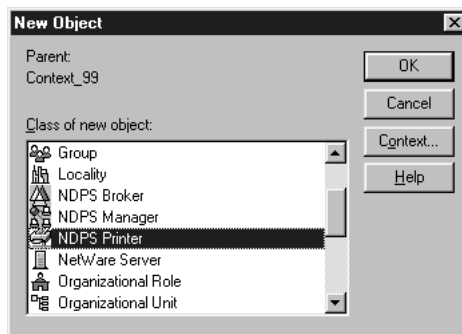 New Object
Parent:
Context_99
Class of new object:
Group
Locality
NDPS Broker
NDPS Manager
NDPS Printer
NetWare Server
Organizational Role
Organizational Unit
OK
Cancel
Context...
Help